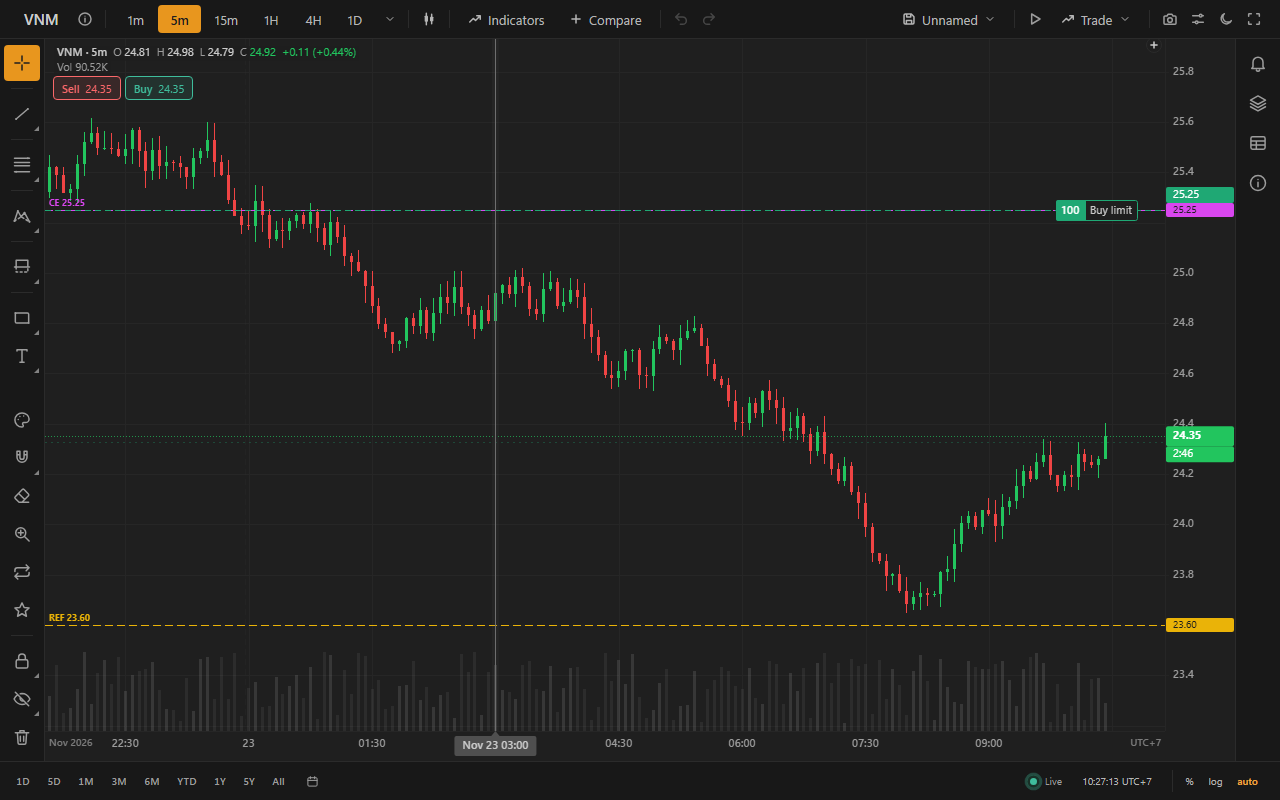 VNM 1m 5m 15m 1H 4H 1D Indicators Compare Unnamed Trade
VNM · 5m O 24.81 H 24.98 L 24.79 C 24.92 +0.11 (+0.44%)
Vol 90.52K
Sell 24.35 Buy 24.35
25.8
25.6
25.4
25.25
CE 25.25
100 Buy limit
25.25
25.0
24.8
24.6
24.4
24.35
2:46
24.2
24.0
23.8
REF 23.60
23.60
23.4
Nov 2026 22:30 23 01:30 Nov 23 03:00 04:30 06:00 07:30 09:00 UTC+7
1D 5D 1M 3M 6M YTD 1Y 5Y All Live 10:27:13 UTC+7 % log auto